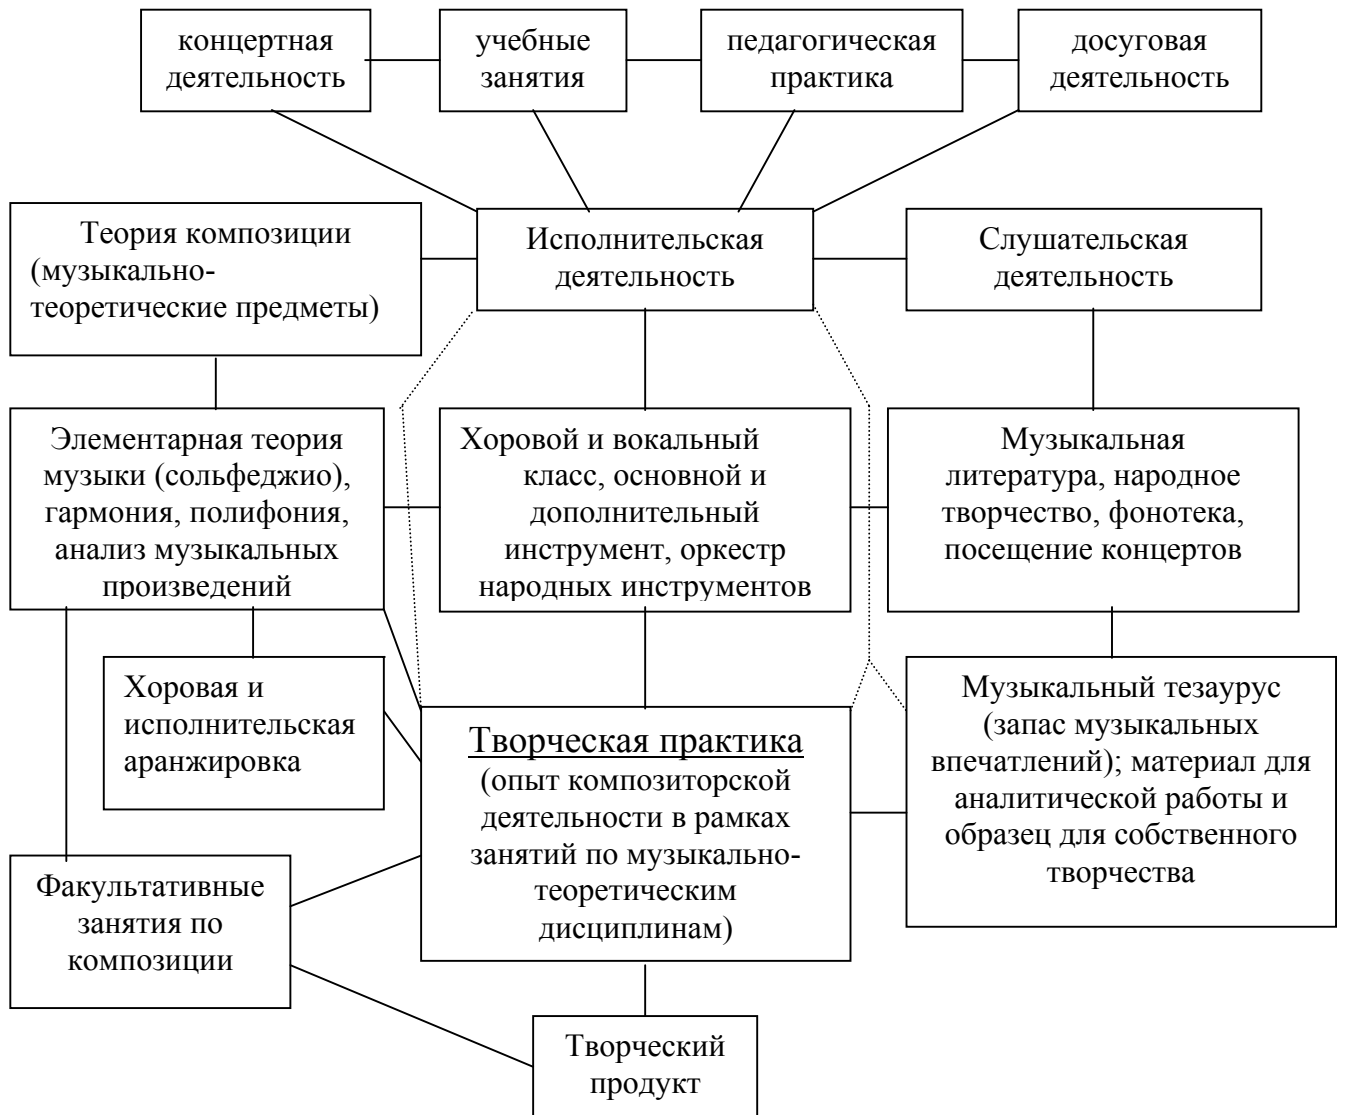 концертная
деятельность
учебные
занятия
педагогическая
практика
досуговая
деятельность
Теория композиции
(музыкально-
теоретические предметы)
Исполнительская
деятельность
Слушательская
деятельность
Элементарная теория
музыки (сольфеджио),
гармония, полифония,
анализ музыкальных
произведений
Хоровой и вокальный
класс, основной и
дополнительный
инструмент, оркестр
народных инструментов
Музыкальная
литература, народное
творчество, фонотека,
посещение концертов
Хоровая и
исполнительская
аранжировка
Творческая практика
(опыт композиторской
деятельности в рамках
занятий по музыкально-
теоретическим
дисциплинам)
Музыкальный тезаурус
(запас музыкальных
впечатлений); материал для
аналитической работы и
образец для собственного
творчества
Факультативные
занятия по
композиции
Творческий
продукт